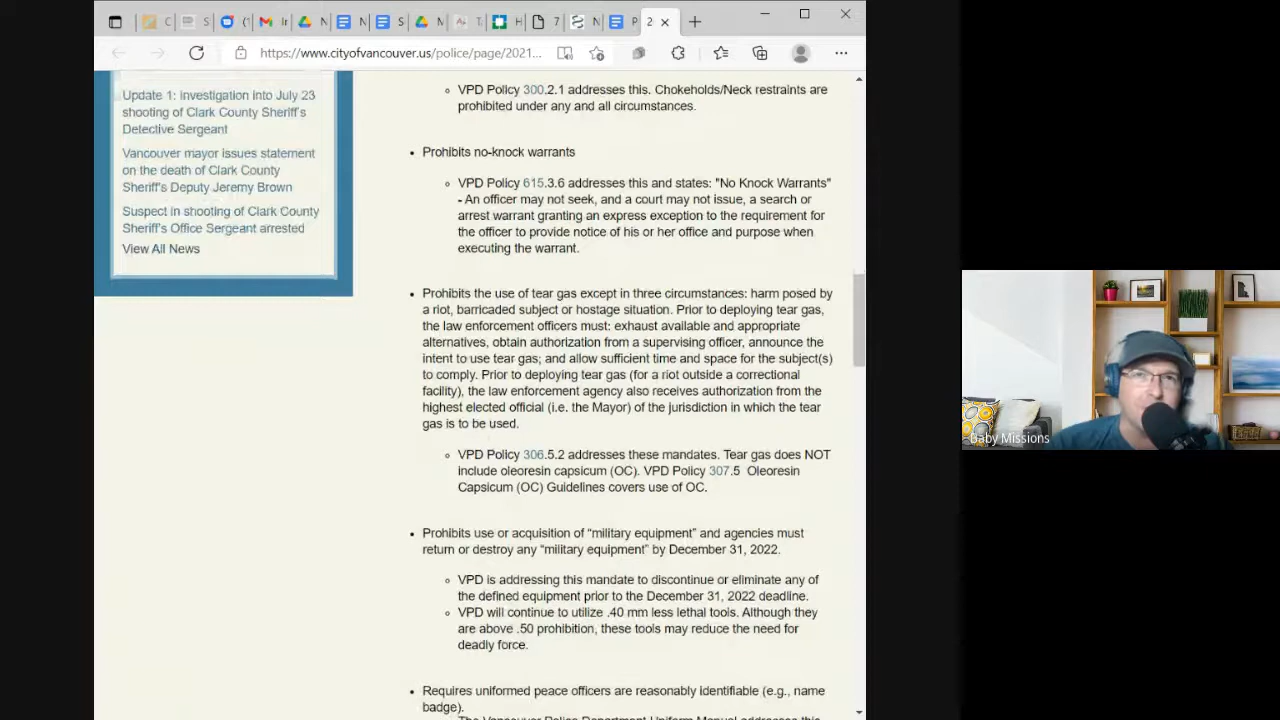 https://www.cityofvancouver.us/police/page/2021...
Update 1: investigation into July 23
shooting of Clark County Sheriff's
Detective Sergeant
Vancouver mayor issues statement
on the death of Clark County
Sheriff's Deputy Jeremy Brown
Suspect in shooting of Clark County
Sheriff's Office Sergeant arrested
View All News
VPD Policy 300.2.1 addresses this. Chokeholds/Neck restraints are
prohibited under any and all circumstances.
Prohibits no-knock warrants
VPD Policy 615.3.6 addresses this and states: "No Knock Warrants"
- An officer may not seek, and a court may not issue, a search or
arrest warrant granting an express exception to the requirement for
the officer to provide notice of his or her office and purpose when
executing the warrant.
Prohibits the use of tear gas except in three circumstances: harm posed by
a riot, barricaded subject or hostage situation. Prior to deploying tear gas,
the law enforcement officers must: exhaust available and appropriate
alternatives, obtain authorization from a supervising officer, announce the
intent to use tear gas; and allow sufficient time and space for the subject(s)
to comply. Prior to deploying tear gas (for a riot outside a correctional
facility), the law enforcement agency also receives authorization from the
highest elected official (i.e. the Mayor) of the jurisdiction in which the tear
gas is to be used.
VPD Policy 306.5.2 addresses these mandates. Tear gas does NOT
include oleoresin capsicum (OC). VPD Policy 307.5 Oleoresin
Capsicum (OC) Guidelines covers use of OC.
Prohibits use or acquisition of “military equipment” and agencies must
return or destroy any “military equipment” by December 31, 2022.
VPD is addressing this mandate to discontinue or eliminate any of
the defined equipment prior to the December 31, 2022 deadline.
VPD will continue to utilize .40 mm less lethal tools. Although they
are above .50 prohibition, these tools may reduce the need for
deadly force.
Requires uniformed peace officers are reasonably identifiable (e.g., name
badge).
The Vancouver Police Department Uniform Manual addresses this
Gaby Missions